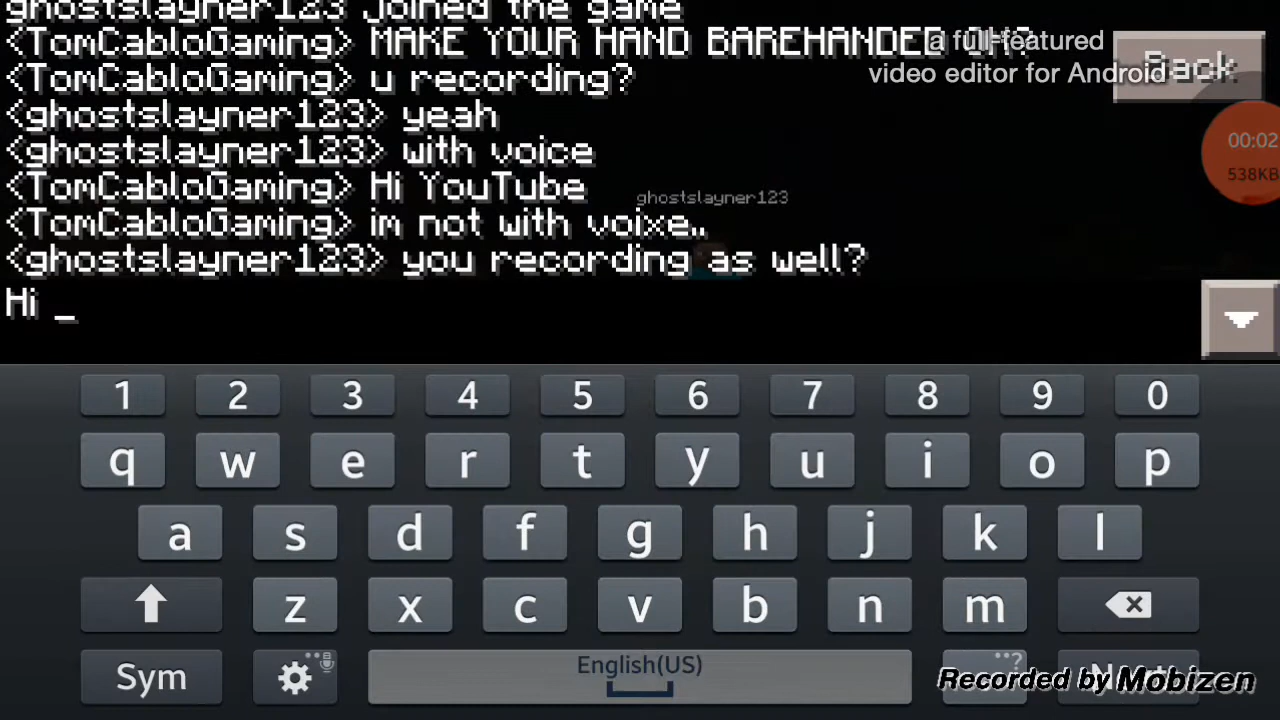 ghostslayner123 Joined the game
<TomCabloGaming> MAKE YOUR HAND BAREHANDED
a full-featured
video editor for Android
Back
<TomCabloGaming> u recording?
<ghostslayner123> yeah
00:02
<ghostslayner123> with voice
538KB
<TomCabloGaming> Hi YouTube
ghostslayner123
<TomCabloGaming> im not with voixe..
<ghostslayner123> you recording as well?
Hi _
1 2 3 4 5 6 7 8 9 0
q w e r t y u i o p
a s d f g h j k l
z x c v b n m
Sym
English(US)
?
Recorded by Mobizen